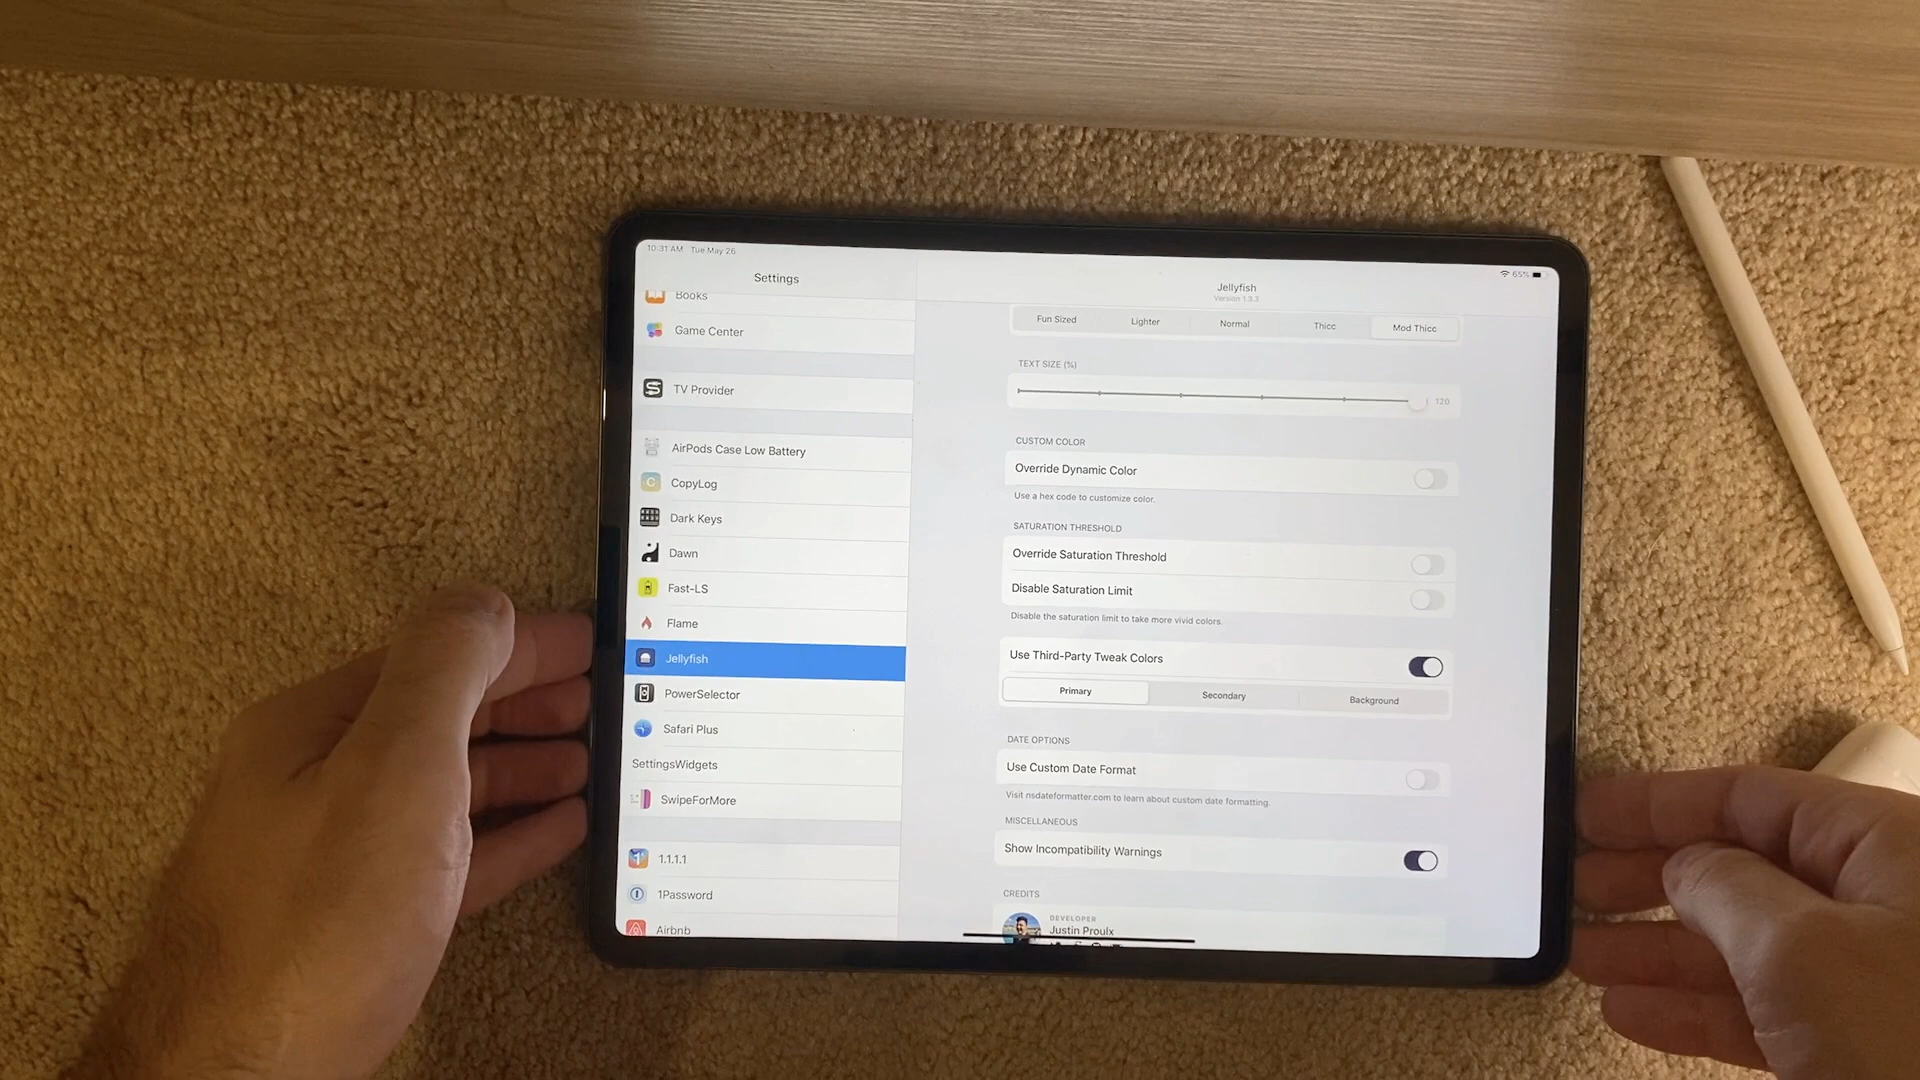 10:31 AM Tue May 26
65%
Settings
Books
Game Center
TV Provider
AirPods Case Low Battery
CopyLog
Dark Keys
Dawn
Fast-LS
Flame
Jellyfish
PowerSelector
Safari Plus
SettingsWidgets
SwipeForMore
1.1.1.1
1Password
Airbnb
Jellyfish
Version 1.3.3
Fun Sized Lighter Normal Thicc Mod Thicc
TEXT SIZE (%)
120
CUSTOM COLOR
Override Dynamic Color
Use a hex code to customize color.
SATURATION THRESHOLD
Override Saturation Threshold
Disable Saturation Limit
Disable the saturation limit to take more vivid colors.
Use Third-Party Tweak Colors
Primary Secondary Background
DATE OPTIONS
Use Custom Date Format
Visit nsdateformatter.com to learn about custom date formatting.
MISCELLANEOUS
Show Incompatibility Warnings
CREDITS
DEVELOPER
Justin Proulx